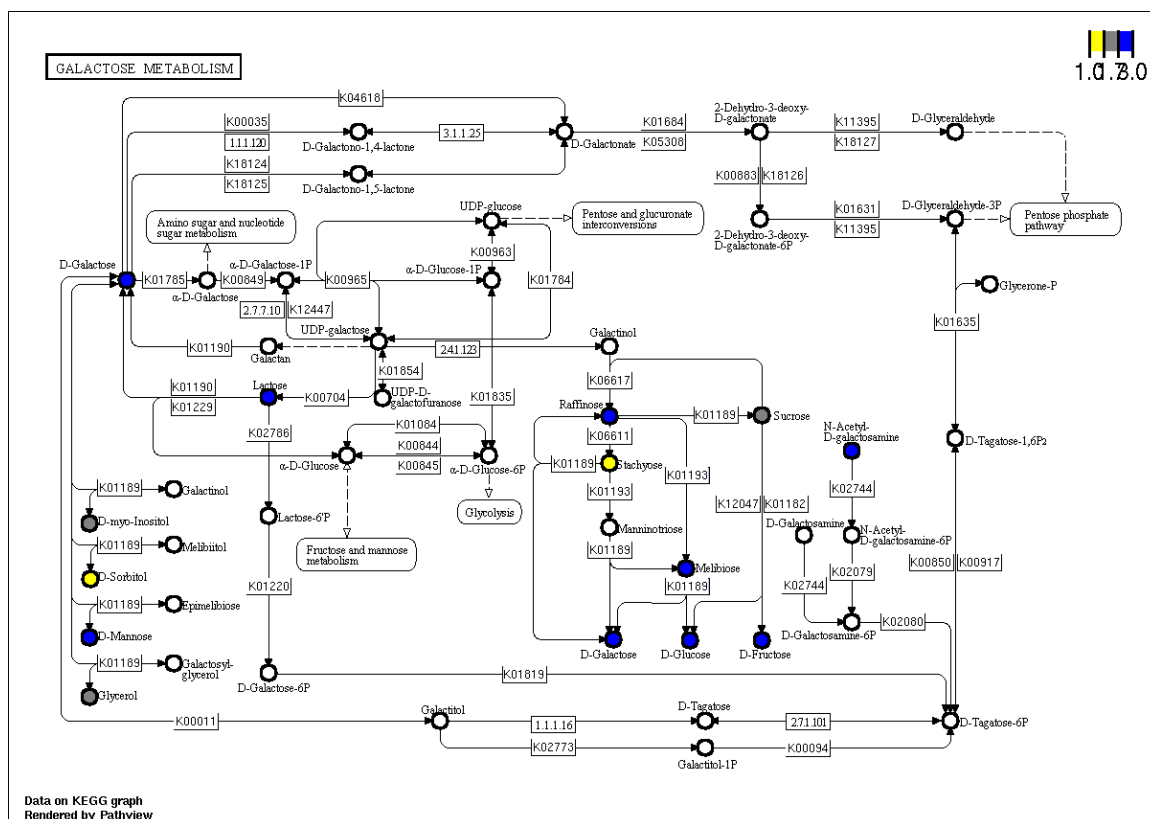 GALACTOSE METABOLISM
K04618
K00035
1.1.1.120
D-Galactono-1,4-lactone
3.1.1.25
D-Galactonate
K01684
K05308
2-Dehydro-3-deoxy-
D-galactonate
K11395
K18127
D-Glyceraldehyde
K18124
K18125
D-Galactono-1,5-lactone
K00883
K18126
Amino sugar and nucleotide
sugar metabolism
UDP-glucose
Pentose and glucuronate
interconversions
2-Dehydro-3-deoxy-
D-galactonate-6P
K01631
K11395
D-Glyceraldehyde-3P
Pentose phosphate
pathway
D-Galactose
K01785
α-D-Galactose
K00849
α-D-Galactose-1P
K00965
α-D-Glucose-1P
K00963
K01784
Glycerone-P
2.7.7.10
K12447
K01635
UDP-galactose
K01190
Galactan
2.4.1.123
Galactinol
K01854
UDP-D-
galactofuranose
K01835
K06617
K01190
K01229
Lactose
K00704
Raffinose
K01189
Sucrose
K02786
K01084
K00844
K00845
α-D-Glucose
α-D-Glucose-6P
K06611
K01189
Stachyose
K01193
K01193
N-Acetyl-
D-galactosamine
D-Tagatose-1,6P2
K01189
Galactinol
D-myo-Inositol
Lactose-6'P
Glycolysis
Fructose and mannose
metabolism
K12047
K01182
K02744
Manninotriose
K01189
D-Galactosamine
N-Acetyl-
D-galactosamine-6P
K01189
Melibiitol
D-Sorbitol
K01220
Melibiose
K01189
K02744
K02079
K00850
K00917
K01189
Epimelibiose
D-Mannose
D-Galactose
D-Glucose
D-Fructose
D-Galactosamine-6P
K02080
K01189
Galactosyl-
glycerol
Glycerol
D-Galactose-6P
K01819
K00011
Galactitol
1.1.1.16
D-Tagatose
2.7.1.101
D-Tagatose-6P
K02773
Galactitol-1P
K00094
Data on KEGG graph
Rendered by Pathview